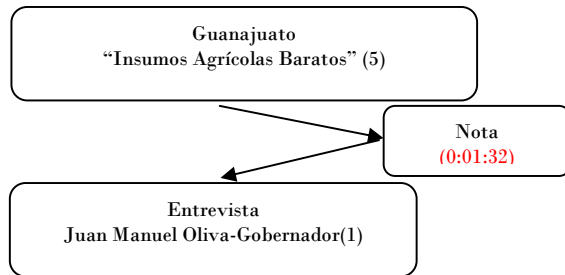 Guanajuato
“Insumos Agrícolas Baratos” (5)
Nota
(0:01:32)
Entrevista
Juan Manuel Oliva-Gobernador(1)